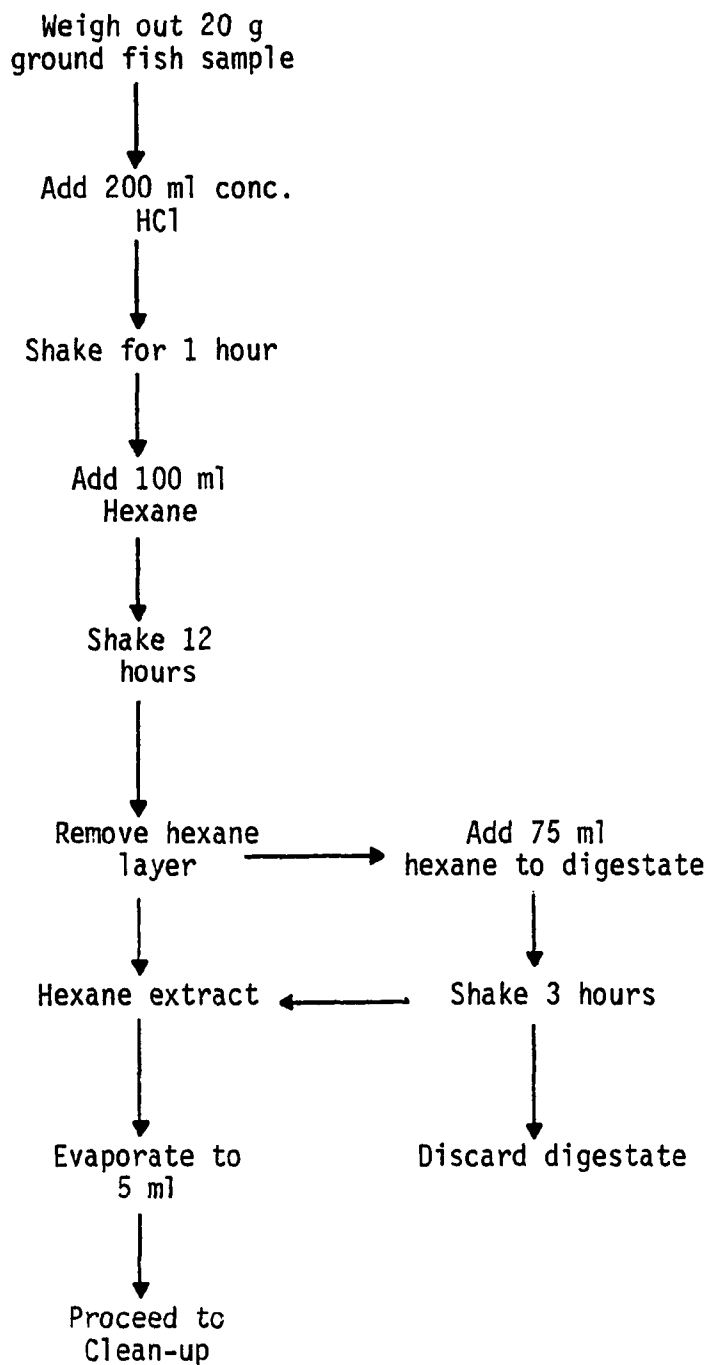 Weigh out 20 g
ground fish sample
Add 200 ml conc.
HCl
Shake for 1 hour
Add 100 ml
Hexane
Shake 12
hours
Remove hexane
layer
Add 75 ml
hexane to digestate
Hexane extract
Shake 3 hours
Evaporate to
5 ml
Discard digestate
Proceed to
Clean-up